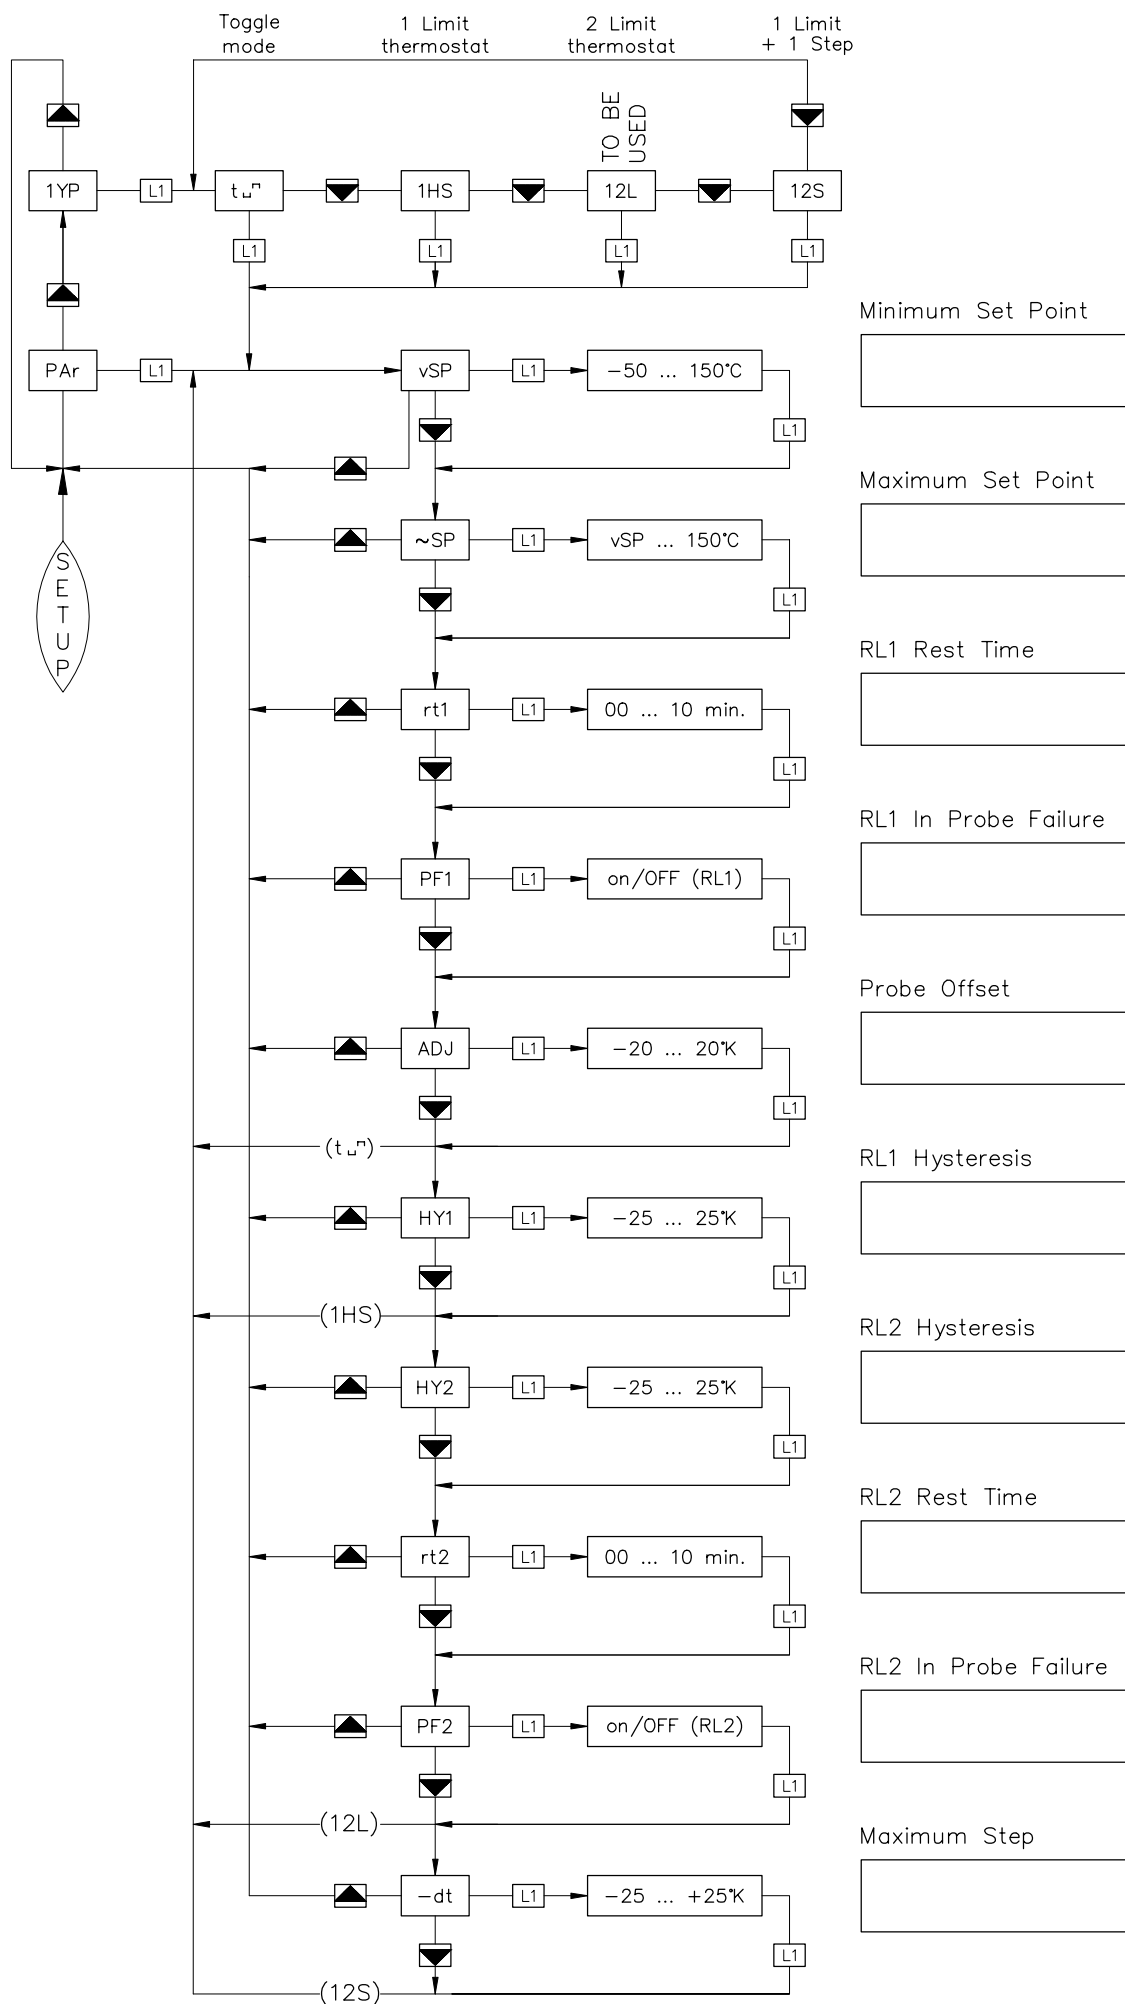 Toggle
mode
1 Limit
thermostat
2 Limit
thermostat
1 Limit
+ 1 Step
TO BE
USED
1YP
L1
t
1HS
12L
12S
L1
L1
L1
L1
Minimum Set Point
PAr
L1
vSP
L1
-50 ... 150°C
L1
Maximum Set Point
~SP
L1
vSP ... 150°C
L1
SETUP
RL1 Rest Time
rt1
L1
00 ... 10 min.
L1
RL1 In Probe Failure
PF1
L1
on/OFF (RL1)
L1
Probe Offset
ADJ
L1
-20 ... 20°K
L1
(t)
RL1 Hysteresis
HY1
L1
-25 ... 25°K
L1
(1HS)
RL2 Hysteresis
HY2
L1
-25 ... 25°K
L1
RL2 Rest Time
rt2
L1
00 ... 10 min.
L1
RL2 In Probe Failure
PF2
L1
on/OFF (RL2)
L1
(12L)
Maximum Step
-dt
L1
-25 ... +25°K
L1
(12S)